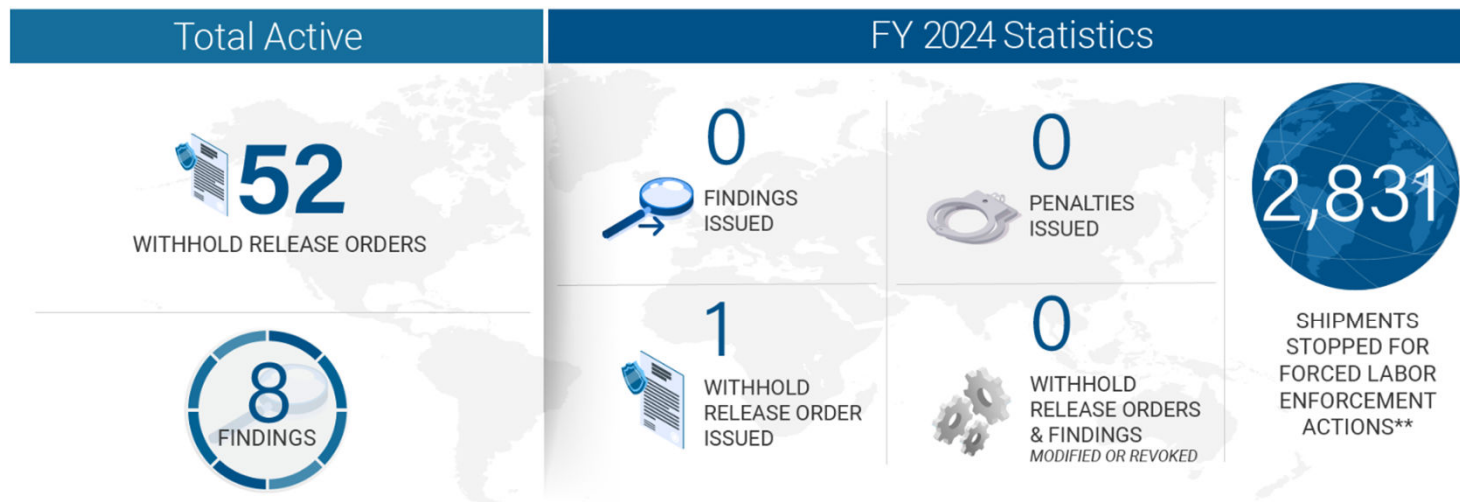 Total Active
52
WITHHOLD RELEASE ORDERS
8
FINDINGS
FY 2024 Statistics
0
FINDINGS
ISSUED
0
PENALTIES
ISSUED
1
WITHHOLD
RELEASE ORDER
ISSUED
0
WITHHOLD
RELEASE ORDERS
& FINDINGS
MODIFIED OR REVOKED
2,831
SHIPMENTS
STOPPED FOR
FORCED LABOR
ENFORCEMENT
ACTIONS**